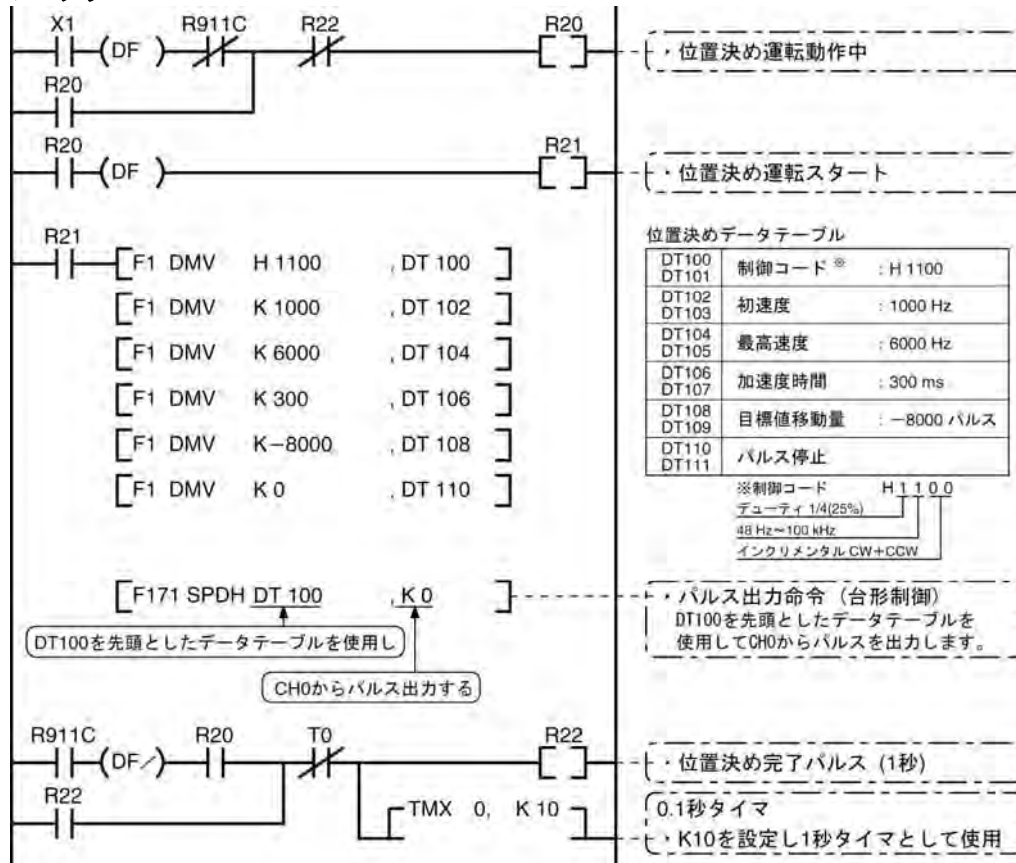 X1 R911C R22 R20
(DF )
・位置決め運転動作中
R20
R20 R21
(DF )
・位置決め運転スタート
R21
F1 DMV H 1100 , DT 100
F1 DMV K 1000 , DT 102
F1 DMV K 6000 , DT 104
F1 DMV K 300 , DT 106
F1 DMV K−8000 , DT 108
F1 DMV K 0 , DT 110
位置決めデータテーブル
DT100
DT101
制御コード ※ : H 1100
DT102
DT103
初速度 : 1000 Hz
DT104
DT105
最高速度 : 6000 Hz
DT106
DT107
加速度時間 : 300 ms
DT108
DT109
目標値移動量 : −8000 パルス
DT110
DT111
パルス停止
※制御コード H 1 1 0 0
デューティ 1/4(25%)
48 Hz~100 kHz
インクリメンタル CW+CCW
F171 SPDH DT 100 , K 0
・パルス出力命令（台形制御）
DT100を先頭としたデータテーブルを
使用してCH0からパルスを出力します。
DT100を先頭としたデータテーブルを使用し
CH0からパルス出力する
R911C R20 T0 R22
(DF/)
・位置決め完了パルス (1秒)
R22
TMX 0, K 10
0.1秒タイマ
・K10を設定し1秒タイマとして使用